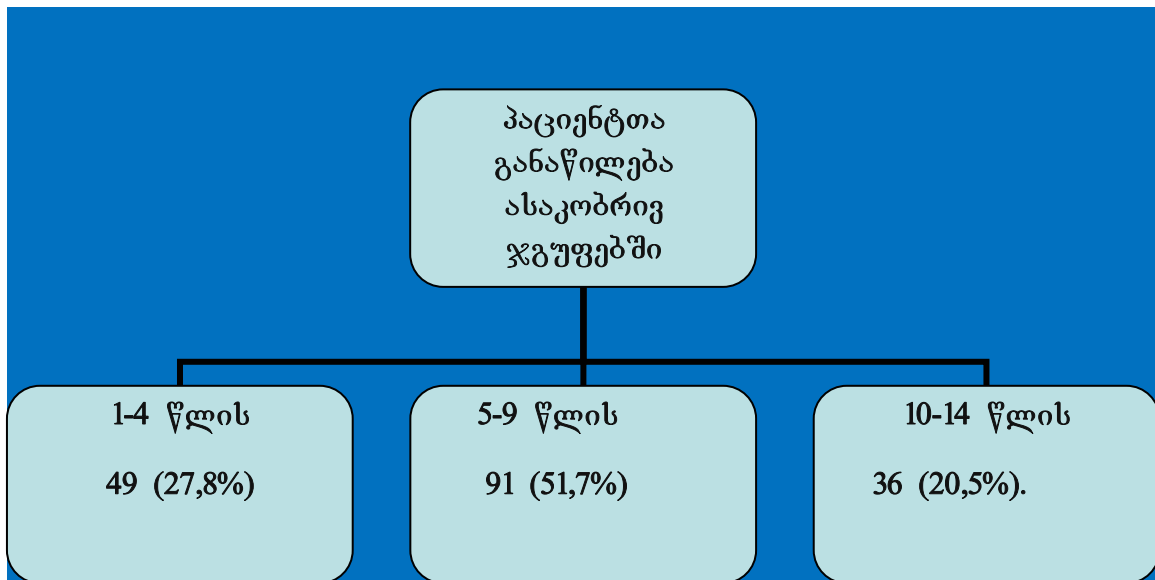 პაციენტთა
განაწილება
ასაკობრივ
ჯგუფებში
1-4 წლის
49 (27,8%)
5-9 წლის
91 (51,7%)
10-14 წლის
36 (20,5%).